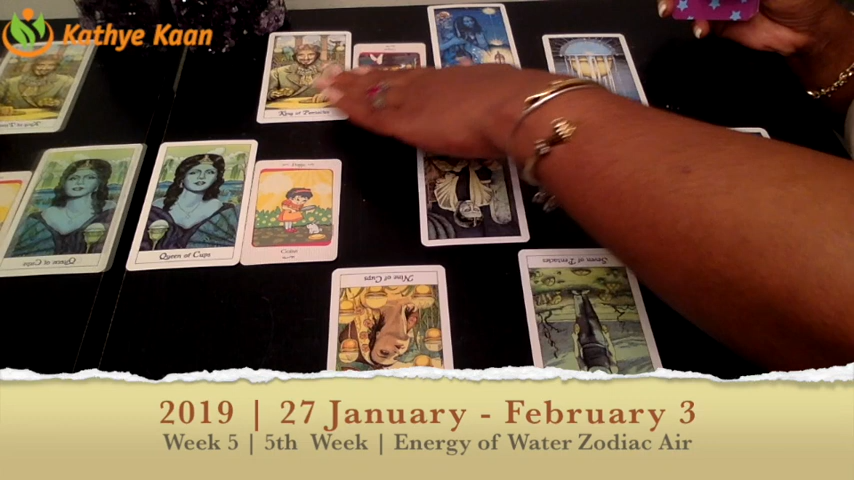 Kathye Kaan
King of Pentacles
Queen of Cups
Queen of Cups
Nine of Cups
Seven of Pentacles
2019 | 27 January - February 3
Week 5 | 5th Week | Energy of Water Zodiac Air